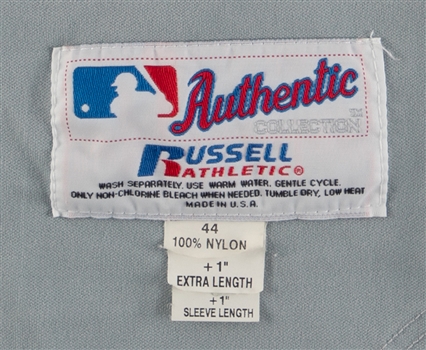 Authentic
TM
COLLECTION
RUSSELL
ATHLETIC®
WASH SEPARATELY. USE WARM WATER. GENTLE CYCLE.
ONLY NON-CHLORINE BLEACH WHEN NEEDED. TUMBLE DRY, LOW HEAT
MADE IN U.S.A.
44
100% NYLON
+1"
EXTRA LENGTH
+1"
SLEEVE LENGTH